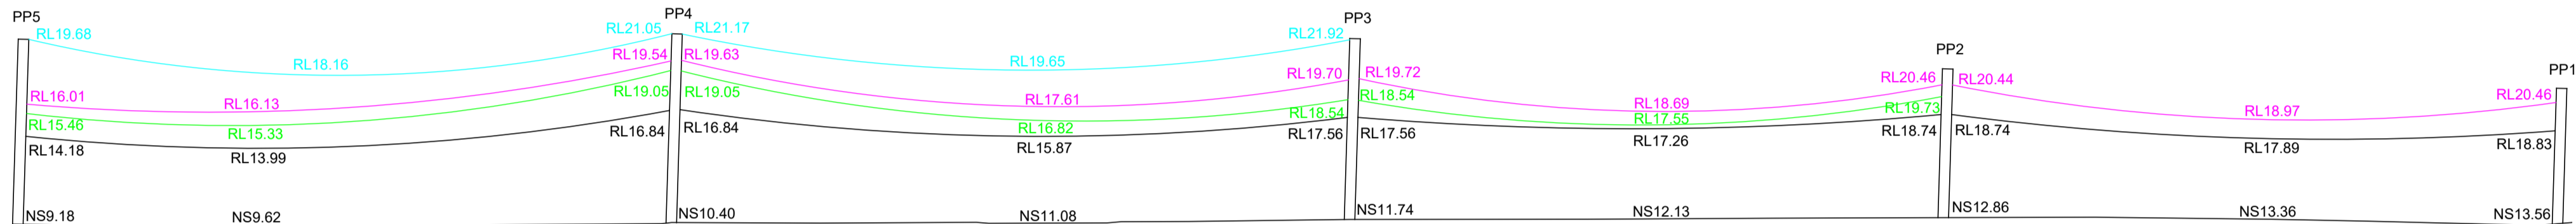 PP5
PP4
PP3
PP2
PP1
RL19.68
RL18.16
RL21.05
RL21.17
RL19.65
RL21.92
RL16.01
RL16.13
RL19.54
RL19.63
RL17.61
RL19.70
RL19.72
RL18.69
RL20.46
RL20.44
RL18.97
RL20.46
RL15.46
RL15.33
RL19.05
RL19.05
RL16.82
RL18.54
RL18.54
RL17.55
RL19.73
RL14.18
RL13.99
RL16.84
RL16.84
RL15.87
RL17.56
RL17.56
RL17.26
RL18.74
RL18.74
RL17.89
RL18.83
NS9.18
NS9.62
NS10.40
NS11.08
NS11.74
NS12.13
NS12.86
NS13.36
NS13.56